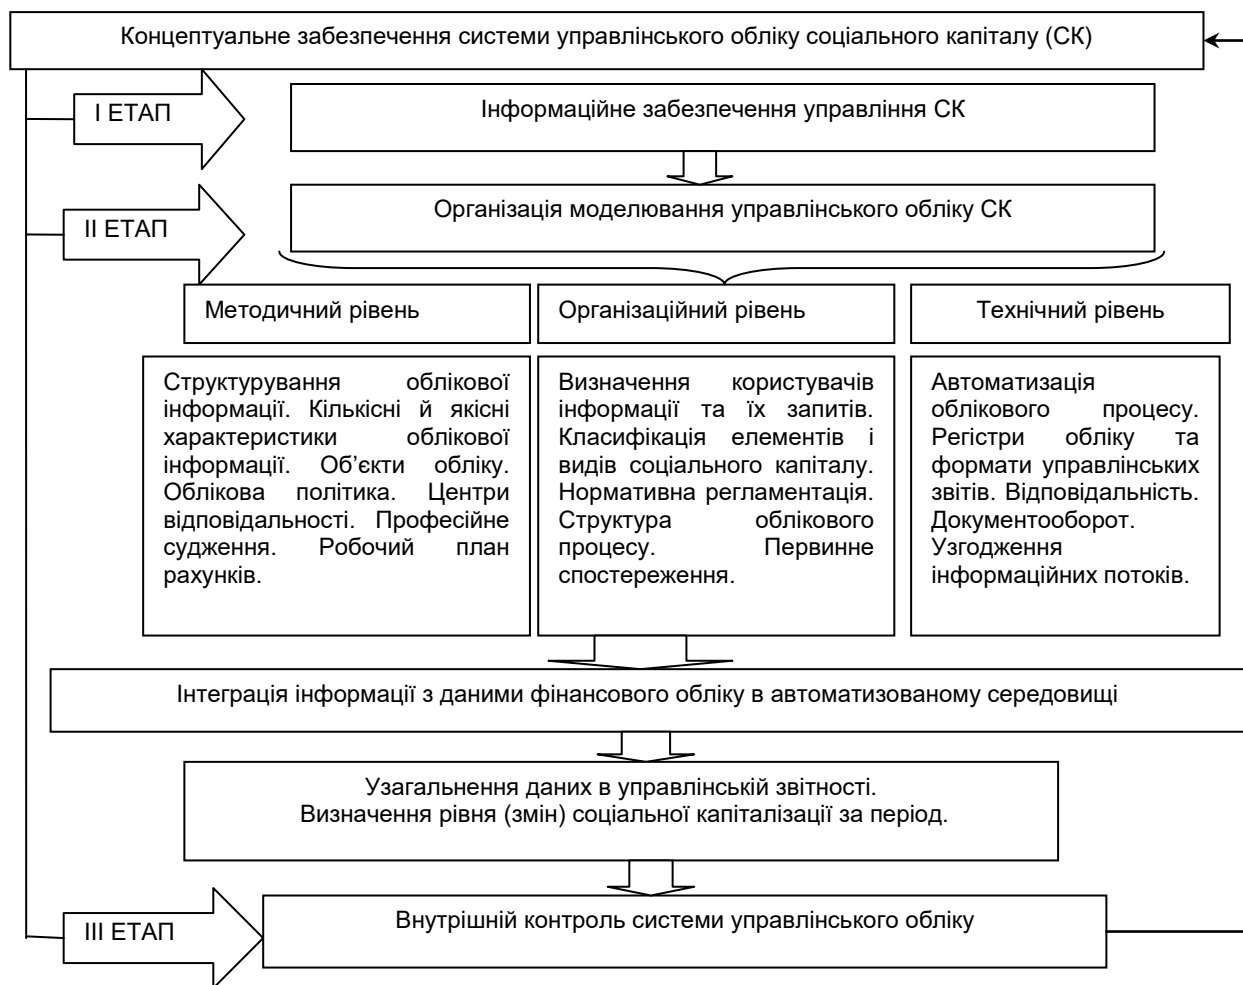 Концептуальне забезпечення системи управлінського обліку соціального капіталу (СК)
І ЕТАП
Інформаційне забезпечення управління СК
ІІ ЕТАП
Організація моделювання управлінського обліку СК
Методичний рівень
Організаційний рівень
Технічний рівень
Структурування облікової
інформації. Кількісні й якісні
характеристики облікової
інформації. Об’єкти обліку.
Облікова політика. Центри
відповідальності. Професійне
судження. Робочий план
рахунків.
Визначення користувачів
інформації та їх запитів.
Класифікація елементів і
видів соціального капіталу.
Нормативна регламентація.
Структура облікового
процесу. Первинне
спостереження.
Автоматизація
облікового процесу.
Регістри обліку та
формати управлінських
звітів. Відповідальність.
Документооборот.
Узгодження
інформаційних потоків.
Інтеграція інформації з даними фінансового обліку в автоматизованому середовищі
Узагальнення даних в управлінській звітності.
Визначення рівня (змін) соціальної капіталізації за період.
ІІІ ЕТАП
Внутрішній контроль системи управлінського обліку